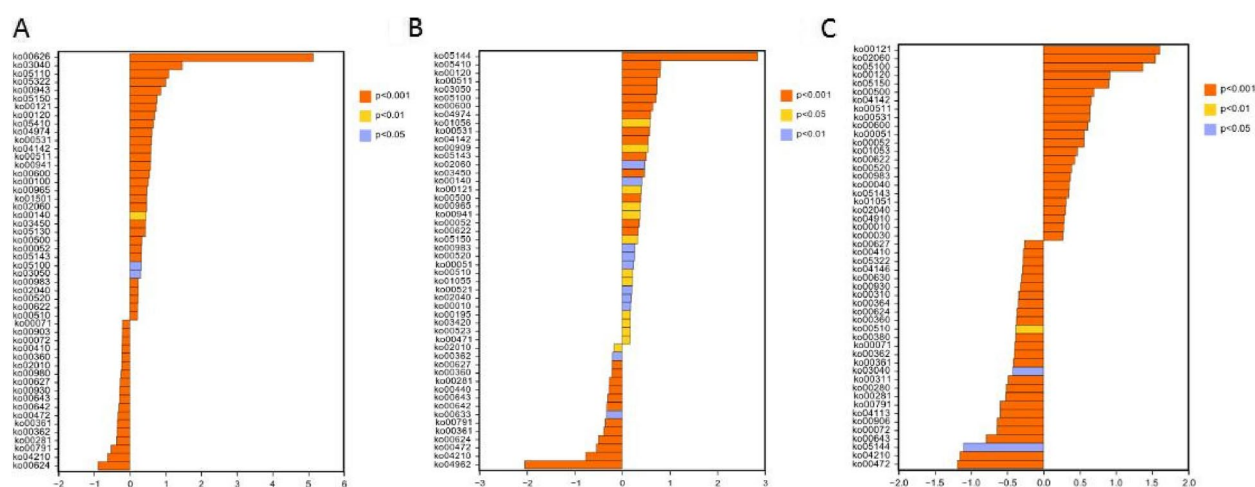 A
ko00626
ko03040
ko05110
ko05322
ko00943
ko05150
ko00121
ko00120
ko05410
ko04974
ko00531
ko04142
ko00511
ko00941
ko00600
ko00100
ko00965
ko01501
ko02060
ko00140
ko03450
ko05130
ko00500
ko00052
ko05143
ko05100
ko03050
ko00983
ko02040
ko00520
ko00622
ko00510
ko00071
ko00903
ko00072
ko00410
ko00360
ko02010
ko00980
ko00627
ko00930
ko00643
ko00642
ko00472
ko00361
ko00362
ko00281
ko00791
ko04210
ko00624
−2 −1 0 1 2 3 4 5 6
p<0.001
p<0.01
p<0.05
B
ko05144
ko05410
ko00120
ko00511
ko03050
ko05100
ko00600
ko04974
ko01056
ko00531
ko04142
ko00909
ko05143
ko02060
ko03450
ko00140
ko00121
ko00500
ko00965
ko00941
ko00052
ko00622
ko05150
ko00983
ko00520
ko00051
ko00510
ko01055
ko00521
ko02040
ko00010
ko00195
ko03420
ko00523
ko00471
ko02010
ko00362
ko00627
ko00360
ko00281
ko00440
ko00643
ko00642
ko00633
ko00791
ko00361
ko00624
ko00472
ko04210
ko04962
−3 −2 −1 0 1 2 3
p<0.001
p<0.05
p<0.01
C
ko00121
ko02060
ko05100
ko00120
ko05150
ko00500
ko04142
ko00511
ko00531
ko00600
ko00051
ko00052
ko01053
ko00622
ko00520
ko00983
ko00040
ko05143
ko01051
ko02040
ko04910
ko00010
ko00030
ko00627
ko00410
ko05322
ko04146
ko00630
ko00930
ko00310
ko00364
ko00624
ko00360
ko00510
ko00380
ko00071
ko00362
ko00361
ko03040
ko00311
ko00280
ko00281
ko00791
ko04113
ko00906
ko00072
ko00643
ko05144
ko04210
ko00472
−2.0 −1.5 −1.0 −0.5 0.0 0.5 1.0 1.5 2.0
p<0.001
p<0.01
p<0.05